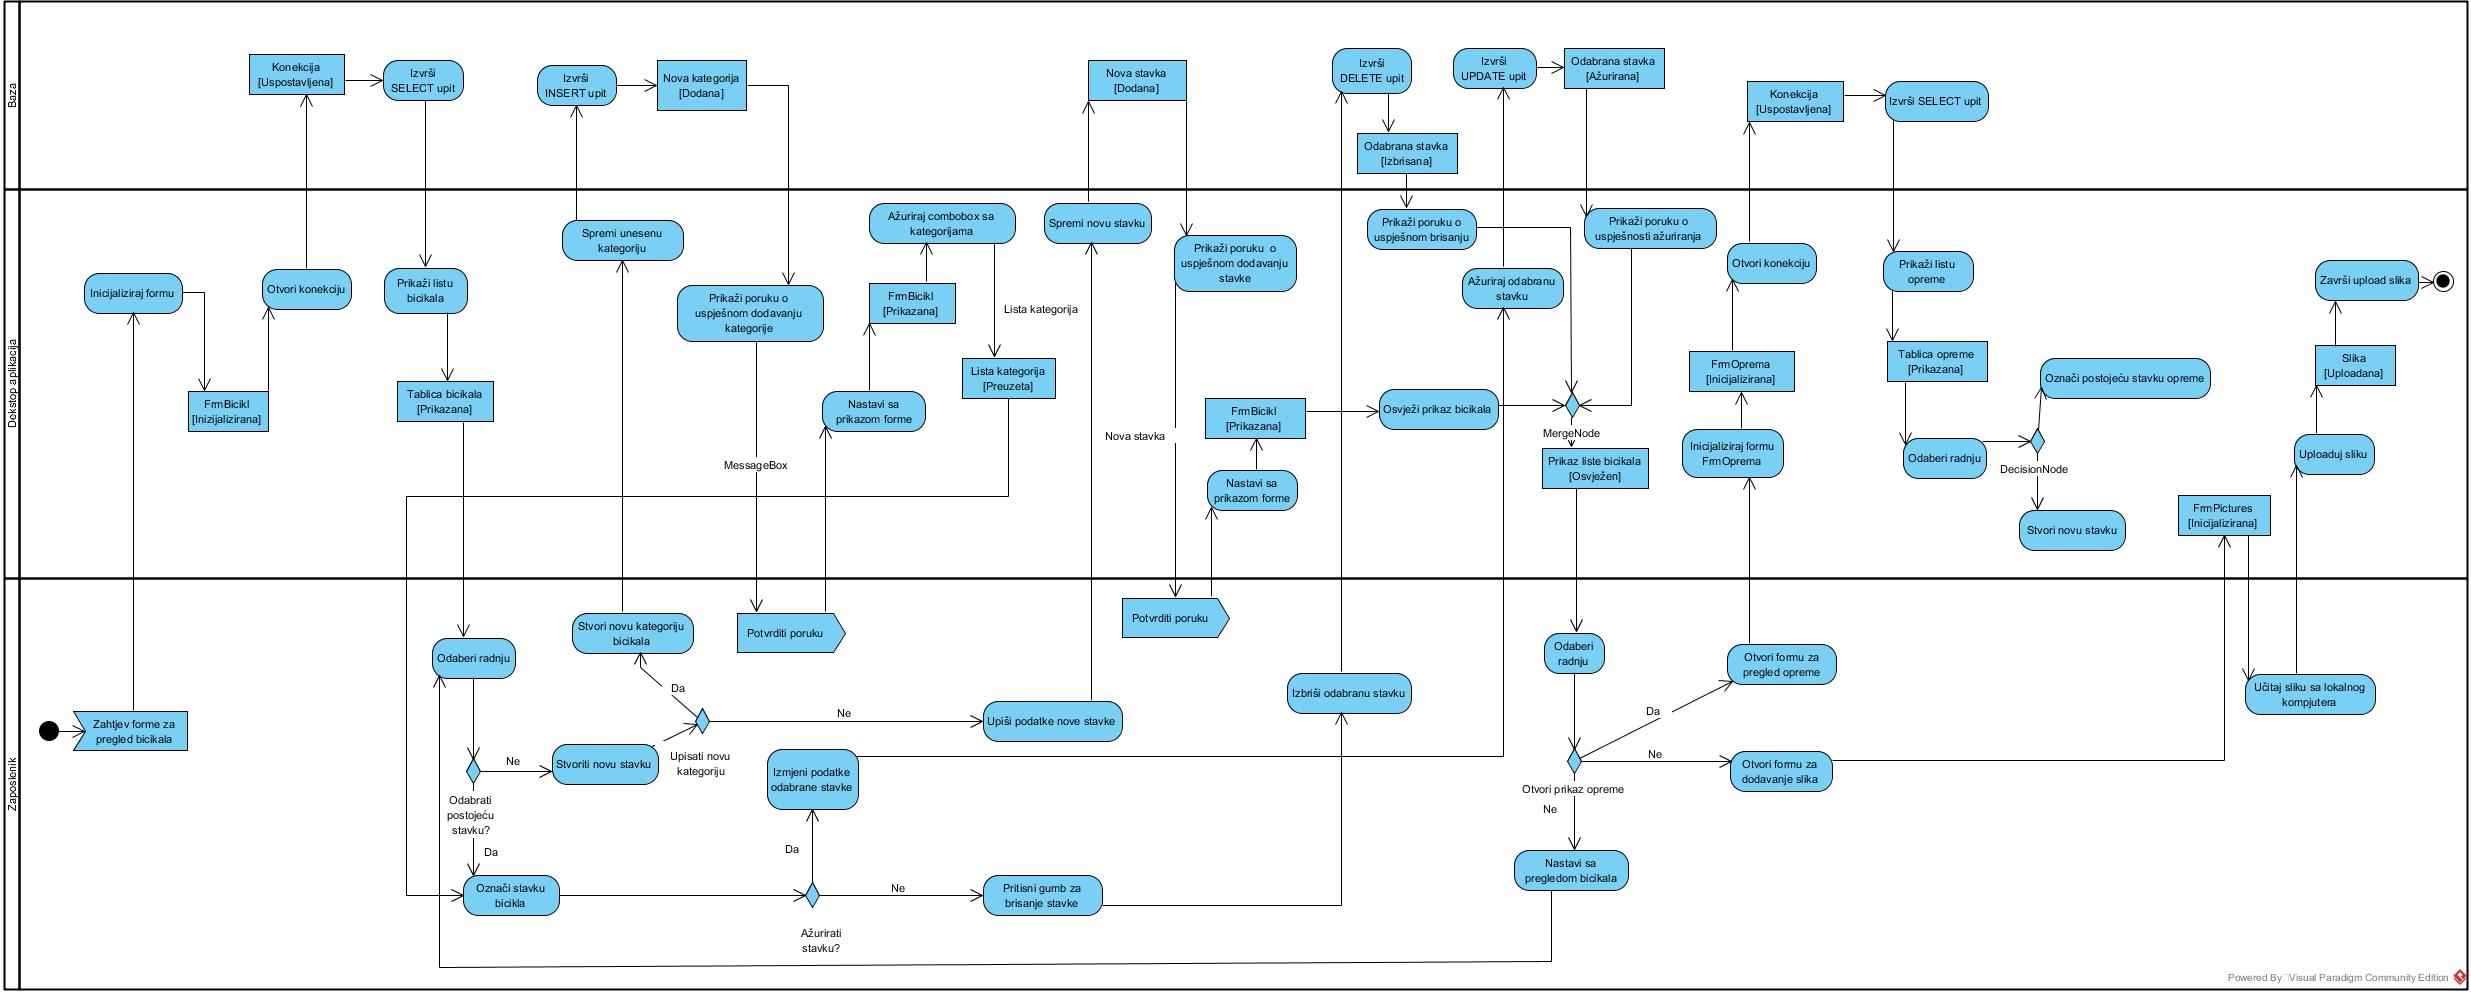 Baza
Konekcija
[Uspostavljena]
Izvrši
SELECT upit
Izvrši
INSERT upit
Nova kategorija
[Dodana]
Nova stavka
[Dodana]
Izvrši
DELETE upit
Odabrana stavka
[Izbrisana]
Izvrši
UPDATE upit
Odabrana stavka
[Ažurirana]
Konekcija
[Uspostavljena]
Izvrši SELECT upit
Dekstop aplikacija
Inicijaliziraj formu
FrmBicikl
[Inizijalizirana]
Otvori konekciju
Prikaži listu
bicikala
Tablica bicikala
[Prikazana]
Spremi unesenu
kategoriju
Prikaži poruku o
uspješnom dodavanju
kategorije
MessageBox
Nastavi sa
prikazom forme
FrmBicikl
[Prikazana]
Ažuriraj combobox sa
kategorijama
Lista kategorija
Lista kategorija
[Preuzeta]
Spremi novu stavku
Prikaži poruku  o
uspješnom dodavanju
stavke
Nova stavka
Nastavi sa
prikazom forme
FrmBicikl
[Prikazana]
Osvježi prikaz bicikala
Prikaži poruku o
uspješnom brisanju
Ažuriraj odabranu
stavku
Prikaži poruku o
uspješnosti ažuriranja
MergeNode
Prikaz liste bicikala
[Osvježen]
Otvori konekciju
FrmOprema
[Inicijalizirana]
Inicijaliziraj formu
FrmOprema
Prikaži listu
opreme
Tablica opreme
[Prikazana]
Odaberi radnju
DecisionNode
Označi postojeću stavku opreme
Stvori novu stavku
FrmPictures
[Inicijalizirana]
Uploaduj sliku
Slika
[Uploadana]
Završi upload slika
Zaposlenik
Zahtjev forme za
pregled bicikala
Odaberi radnju
Odabrati
postojeću
stavku?
Ne
Da
Stvoriti novu stavku
Označi stavku
bicikla
Stvori novu kategoriju
bicikala
Da
Upisati novu
kategoriju
Ne
Potvrditi poruku
Izmjeni podatke
odabrane stavke
Da
Ažurirati
stavku?
Ne
Upiši podatke nove stavke
Pritisni gumb za
brisanje stavke
Potvrditi poruku
Izbriši odabranu stavku
Odaberi
radnju
Otvori prikaz opreme
Da
Ne
Ne
Otvori formu za
pregled opreme
Otvori formu za
dodavanje slika
Nastavi sa
pregledom bicikala
Učitaj sliku sa lokalnog
kompjutera
Powered By Visual Paradigm Community Edition